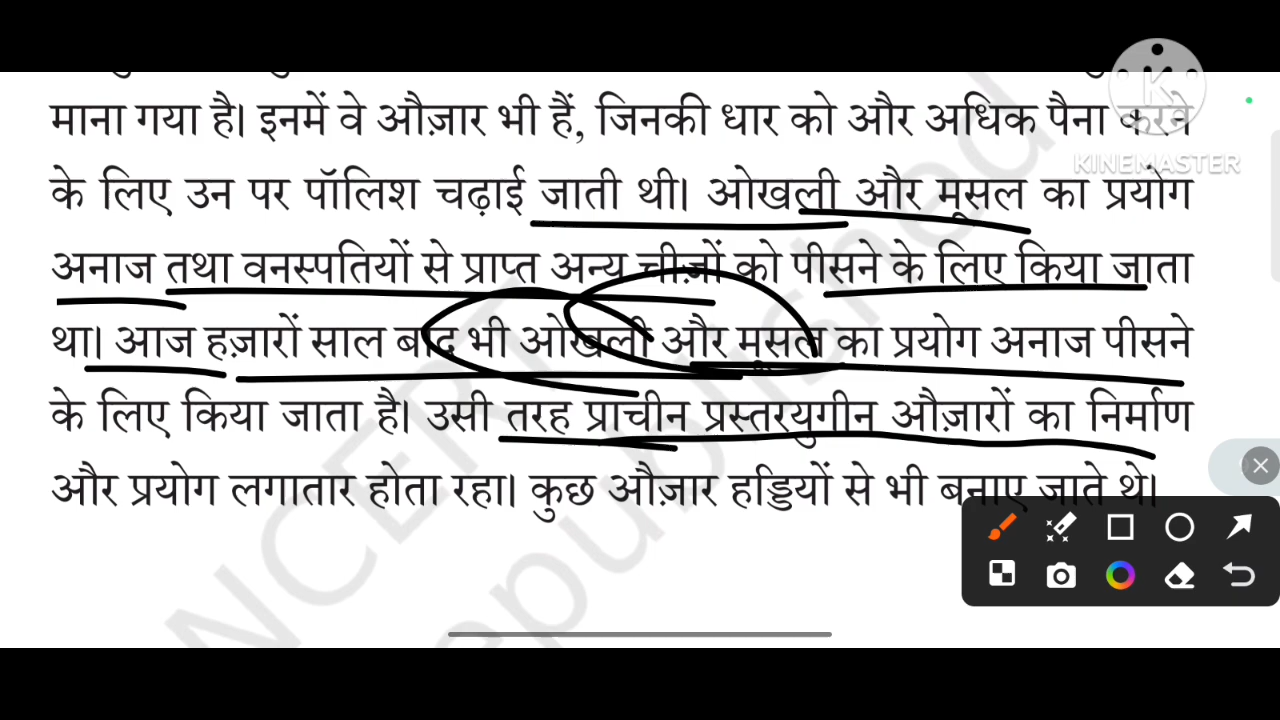 माना गया है। इनमें वे औज़ार भी हैं, जिनकी धार को और अधिक पैना करने
के लिए उन पर पॉलिश चढ़ाई जाती थी। ओखली और मूसल का प्रयोग
अनाज तथा वनस्पतियों से प्राप्त अन्य चीज़ों को पीसने के लिए किया जाता
था। आज हज़ारों साल बाद भी ओखली और मूसल का प्रयोग अनाज पीसने
के लिए किया जाता है। उसी तरह प्राचीन प्रस्तरयुगीन औज़ारों का निर्माण
और प्रयोग लगातार होता रहा। कुछ औज़ार हड्डियों से भी बनाए जाते थे।
KINEMASTER
NCERT
republished